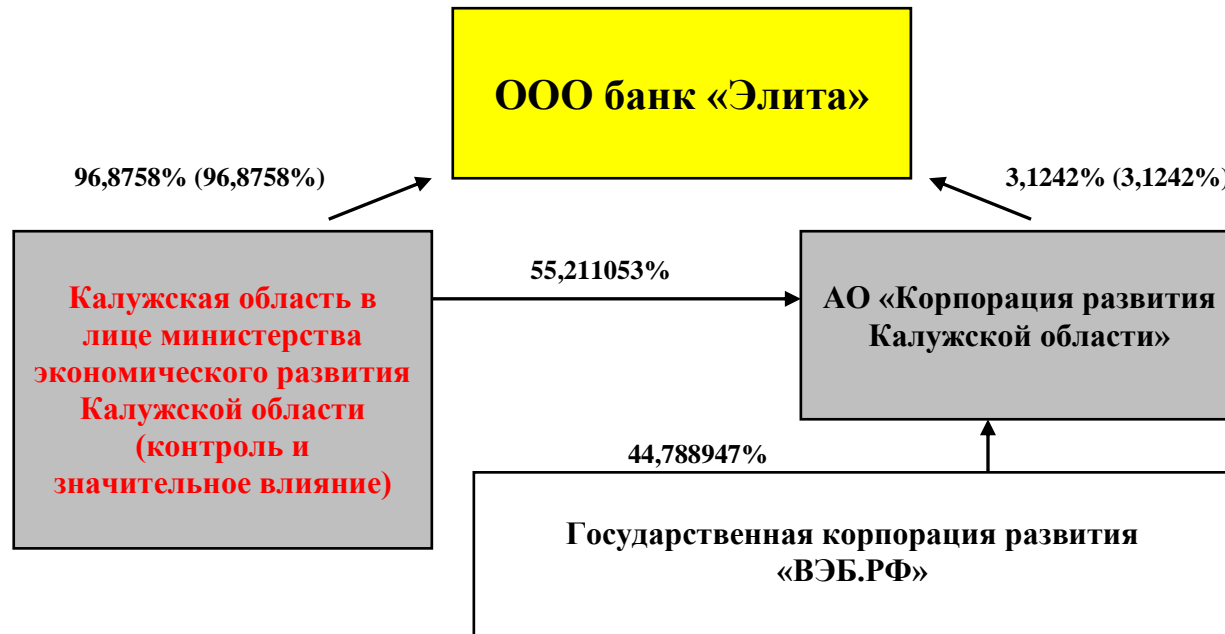 ООО банк «Элита»
96,8758% (96,8758%)
3,1242% (3,1242%)
Калужская область в
лице министерства
экономического развития
Калужской области
(контроль и
значительное влияние)
55,211053%
АО «Корпорация развития
Калужской области»
44,788947%
Государственная корпорация развития
«ВЭБ.РФ»